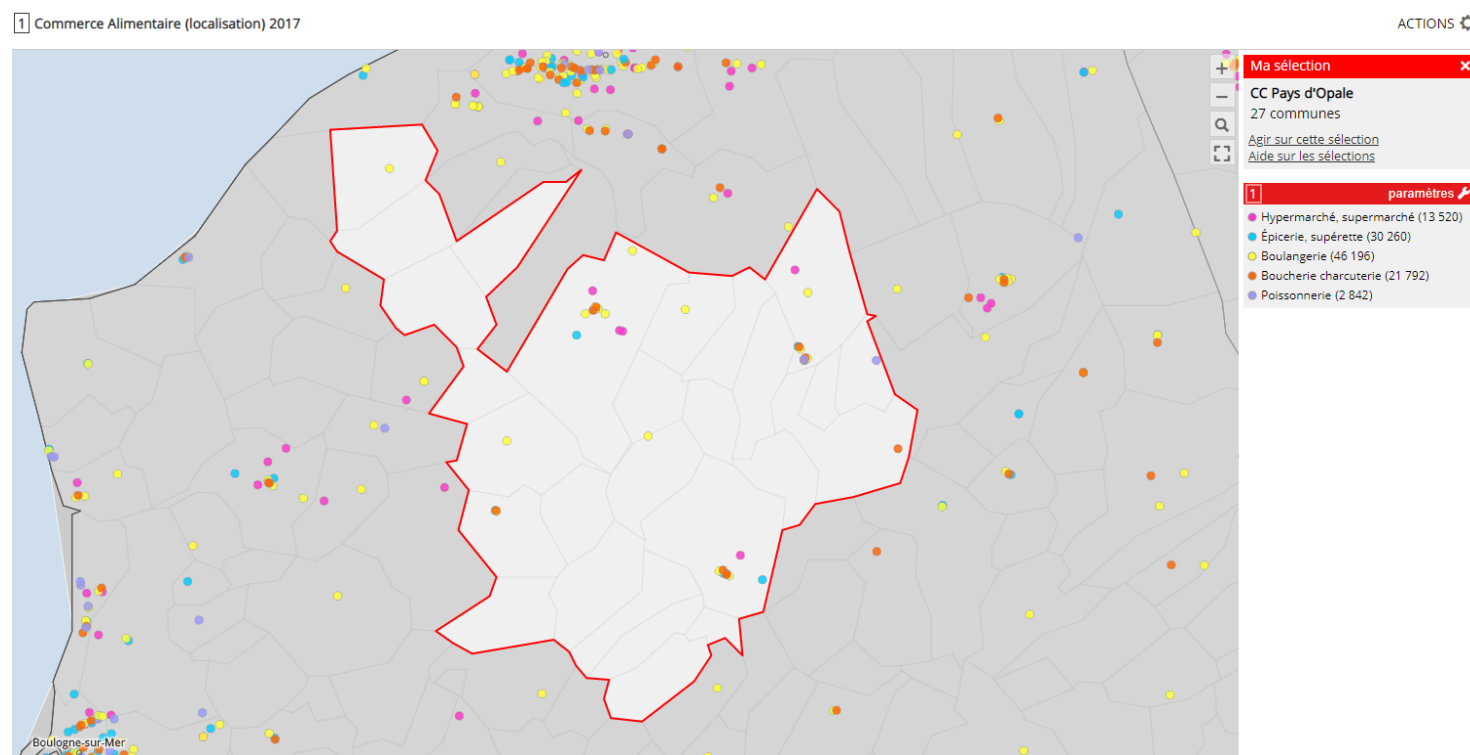 1 Commerce Alimentaire (localisation) 2017
ACTIONS
+
−
Ma sélection ×
CC Pays d'Opale
27 communes
Agir sur cette sélection
Aide sur les sélections
1 paramètres
Hypermarché, supermarché (13 520)
Épicerie, supérette (30 260)
Boulangerie (46 196)
Boucherie charcuterie (21 792)
Poissonnerie (2 842)
Boulogne-sur-Mer